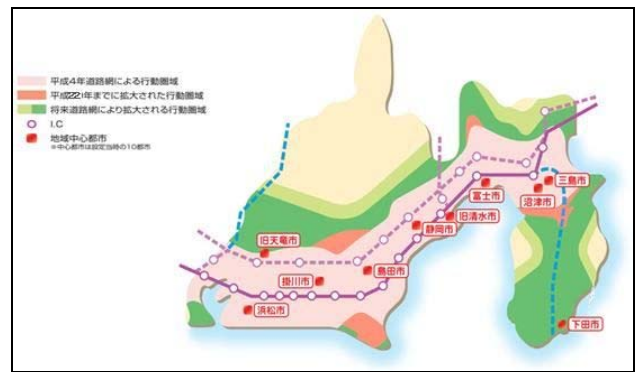 平成4年道路網による行動圏域
平成221年までに拡大された行動圏域
将来道路網により拡大される行動圏域
I.C
地域中心都市
※中心都市は設定当時の10都市
三島市
富士市
沼津市
旧清水市
静岡市
旧天竜市
島田市
掛川市
浜松市
下田市